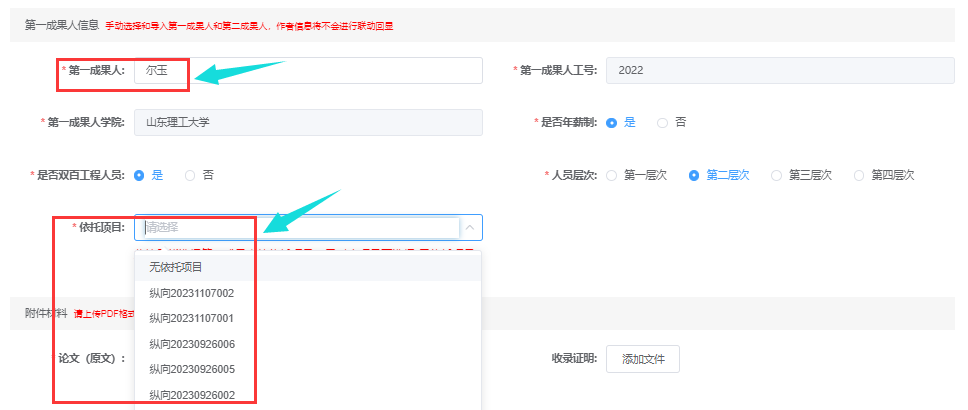 第一成果人信息 手动选择和导入第一成果人和第二成果人，作者信息将不会进行联动回显
* 第一成果人: 尔玉 * 第一成果人工号: 2022
* 第一成果人学院: 山东理工大学 * 是否年薪制: 是 否
* 是否双百工程人员: 是 否 * 人员层次: 第一层次 第二层次 第三层次 第四层次
* 依托项目: 请选择
无依托项目
纵向20231107002
纵向20231107001
附件材料 请上传PDF格式
纵向20230926006
* 论文（原文）: 收录证明: 添加文件
纵向20230926005
纵向20230926002